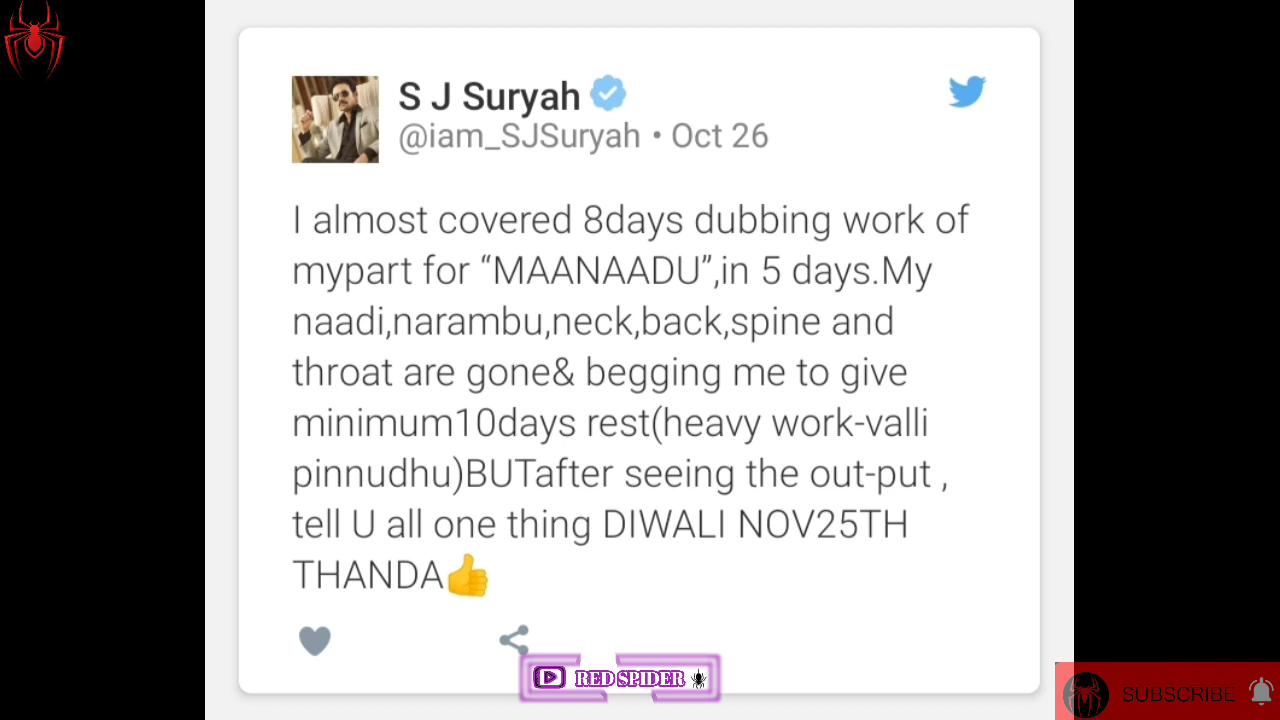 S J Suryah
@iam_SJSuryah • Oct 26
I almost covered 8days dubbing work of
mypart for “MAANAADU”,in 5 days.My
naadi,narambu,neck,back,spine and
throat are gone& begging me to give
minimum10days rest(heavy work-valli
pinnudhu)BUTafter seeing the out-put ,
tell U all one thing DIWALI NOV25TH
THANDA👍
RED SPIDER
SUBSCRIBE